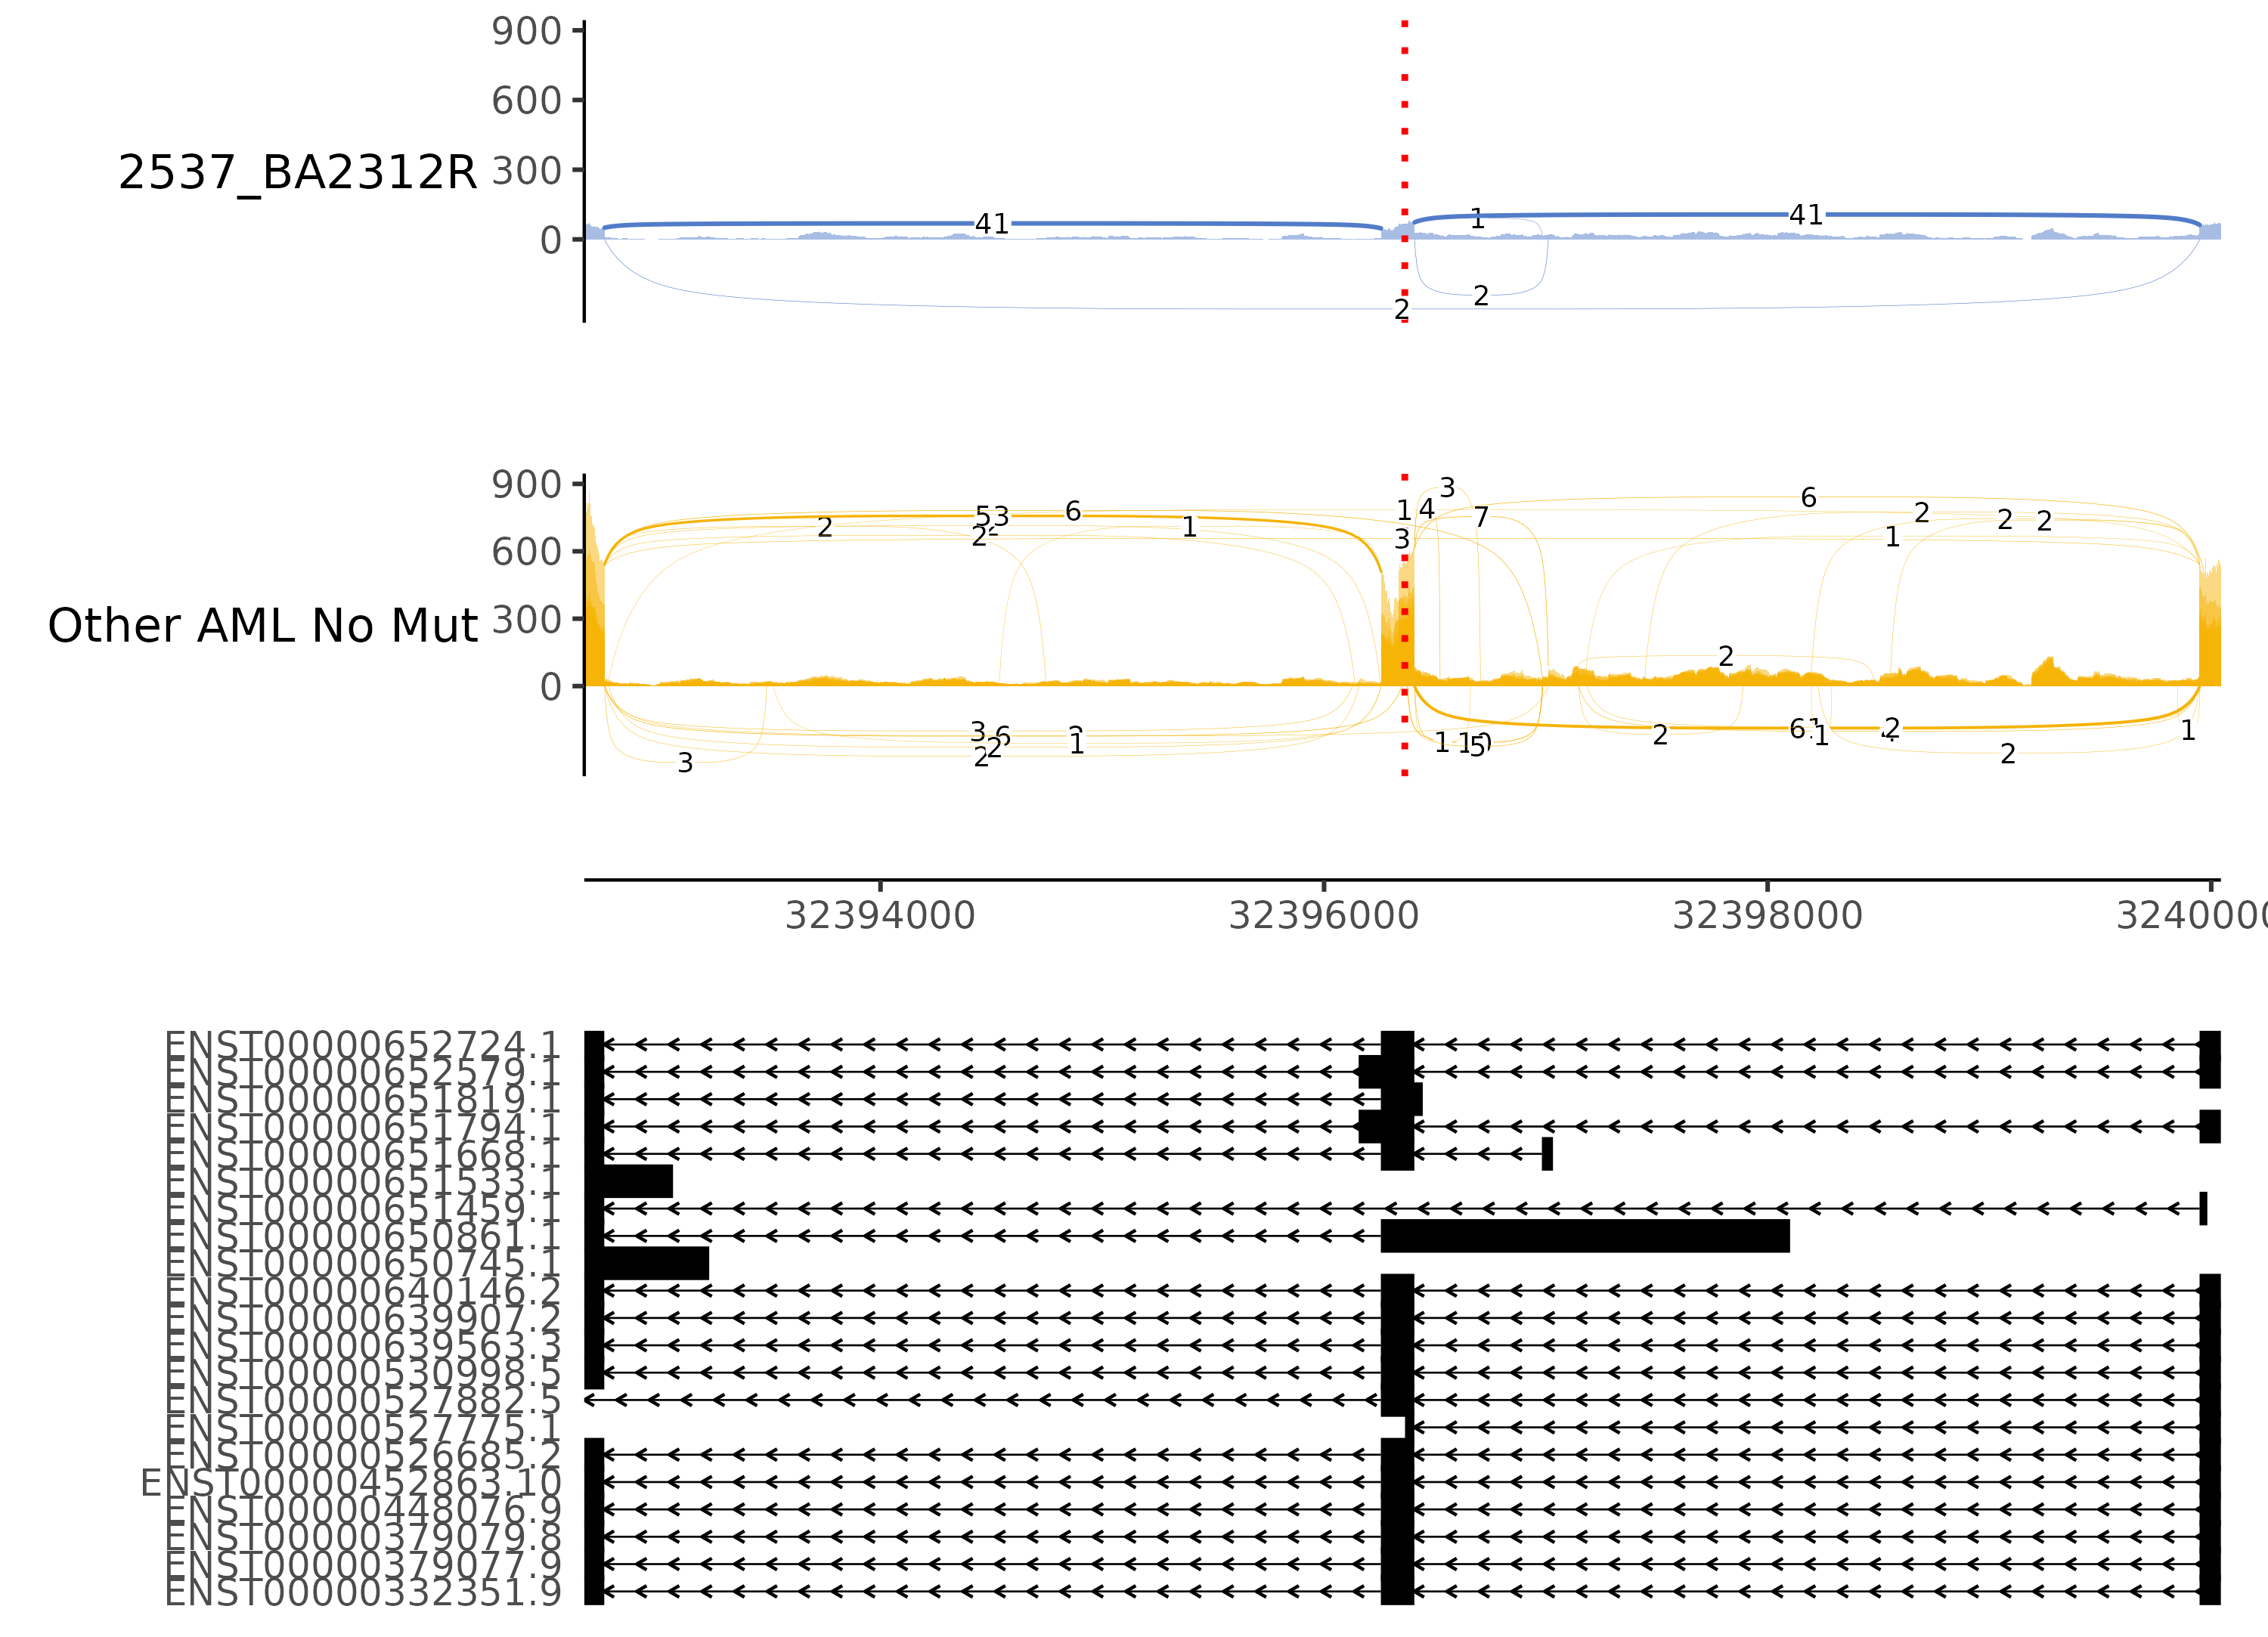 900
600
300
0
2537_BA2312R
41
1
41
2
2
900
600
300
0
Other AML No Mut
3
6
1
4
53
6
7
2
2
2
2
1
2
3
1
2
3
6
2
1
2
1
5
2
6
1
2
1
2
3
2
32394000
32396000
32398000
ENST00000652724.1
ENST00000652579.1
ENST00000651819.1
ENST00000651794.1
ENST00000651668.1
ENST00000651533.1
ENST00000651459.1
ENST00000650861.1
ENST00000650745.1
ENST00000640146.2
ENST00000639907.2
ENST00000639563.3
ENST00000530998.5
ENST00000527882.5
ENST00000527775.1
ENST00000526685.2
ENST00000452863.10
ENST00000448076.9
ENST00000379079.8
ENST00000379077.9
ENST00000332351.9